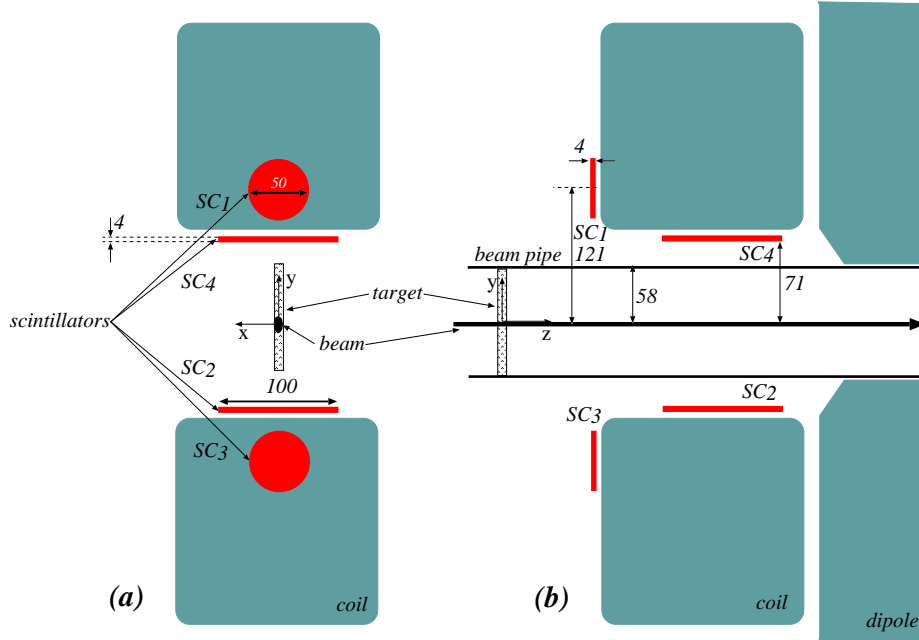 50
SC1
4
SC4
y
target
scintillators
x
beam
SC2
100
SC3
(a)
coil
4
SC1
121
beam pipe
SC4
71
y
58
z
SC2
SC3
(b)
coil
dipole